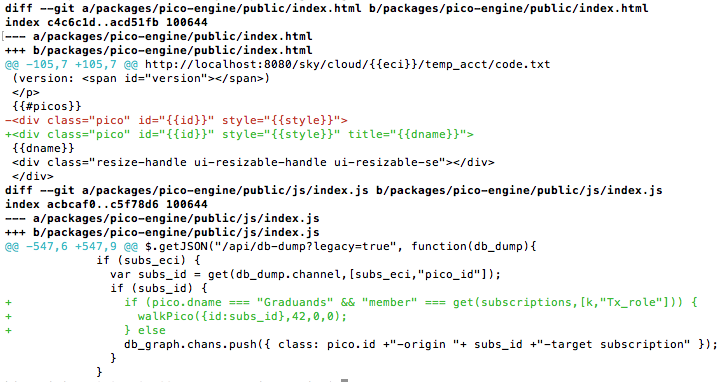 diff --git a/packages/pico-engine/public/index.html b/packages/pico-engine/public/index.html
index c4c6c1d..acd51fb 100644
--- a/packages/pico-engine/public/index.html
+++ b/packages/pico-engine/public/index.html
@@ -105,7 +105,7 @@ http://localhost:8080/sky/cloud/{{eci}}/temp_acct/code.txt
 (version: <span id="version"></span>)
 </p>
 {{#picos}}
-<div class="pico" id="{{id}}" style="{{style}}">
+<div class="pico" id="{{id}}" style="{{style}}" title="{{dname}}">
 {{dname}}
 <div class="resize-handle ui-resizable-handle ui-resizable-se"></div>
 </div>
diff --git a/packages/pico-engine/public/js/index.js b/packages/pico-engine/public/js/index.js
index acbcaf0..c5f78d6 100644
--- a/packages/pico-engine/public/js/index.js
+++ b/packages/pico-engine/public/js/index.js
@@ -547,6 +547,9 @@ $.getJSON("/api/db-dump?legacy=true", function(db_dump){
             if (subs_eci) {
               var subs_id = get(db_dump.channel,[subs_eci,"pico_id"]);
               if (subs_id) {
+                if (pico.dname === "Graduands" && "member" === get(subscriptions,[k,"Tx_role"])) {
+                  walkPico({id:subs_id},42,0,0);
+                } else
                 db_graph.chans.push({ class: pico.id +"-origin "+ subs_id +"-target subscription" });
               }
             }